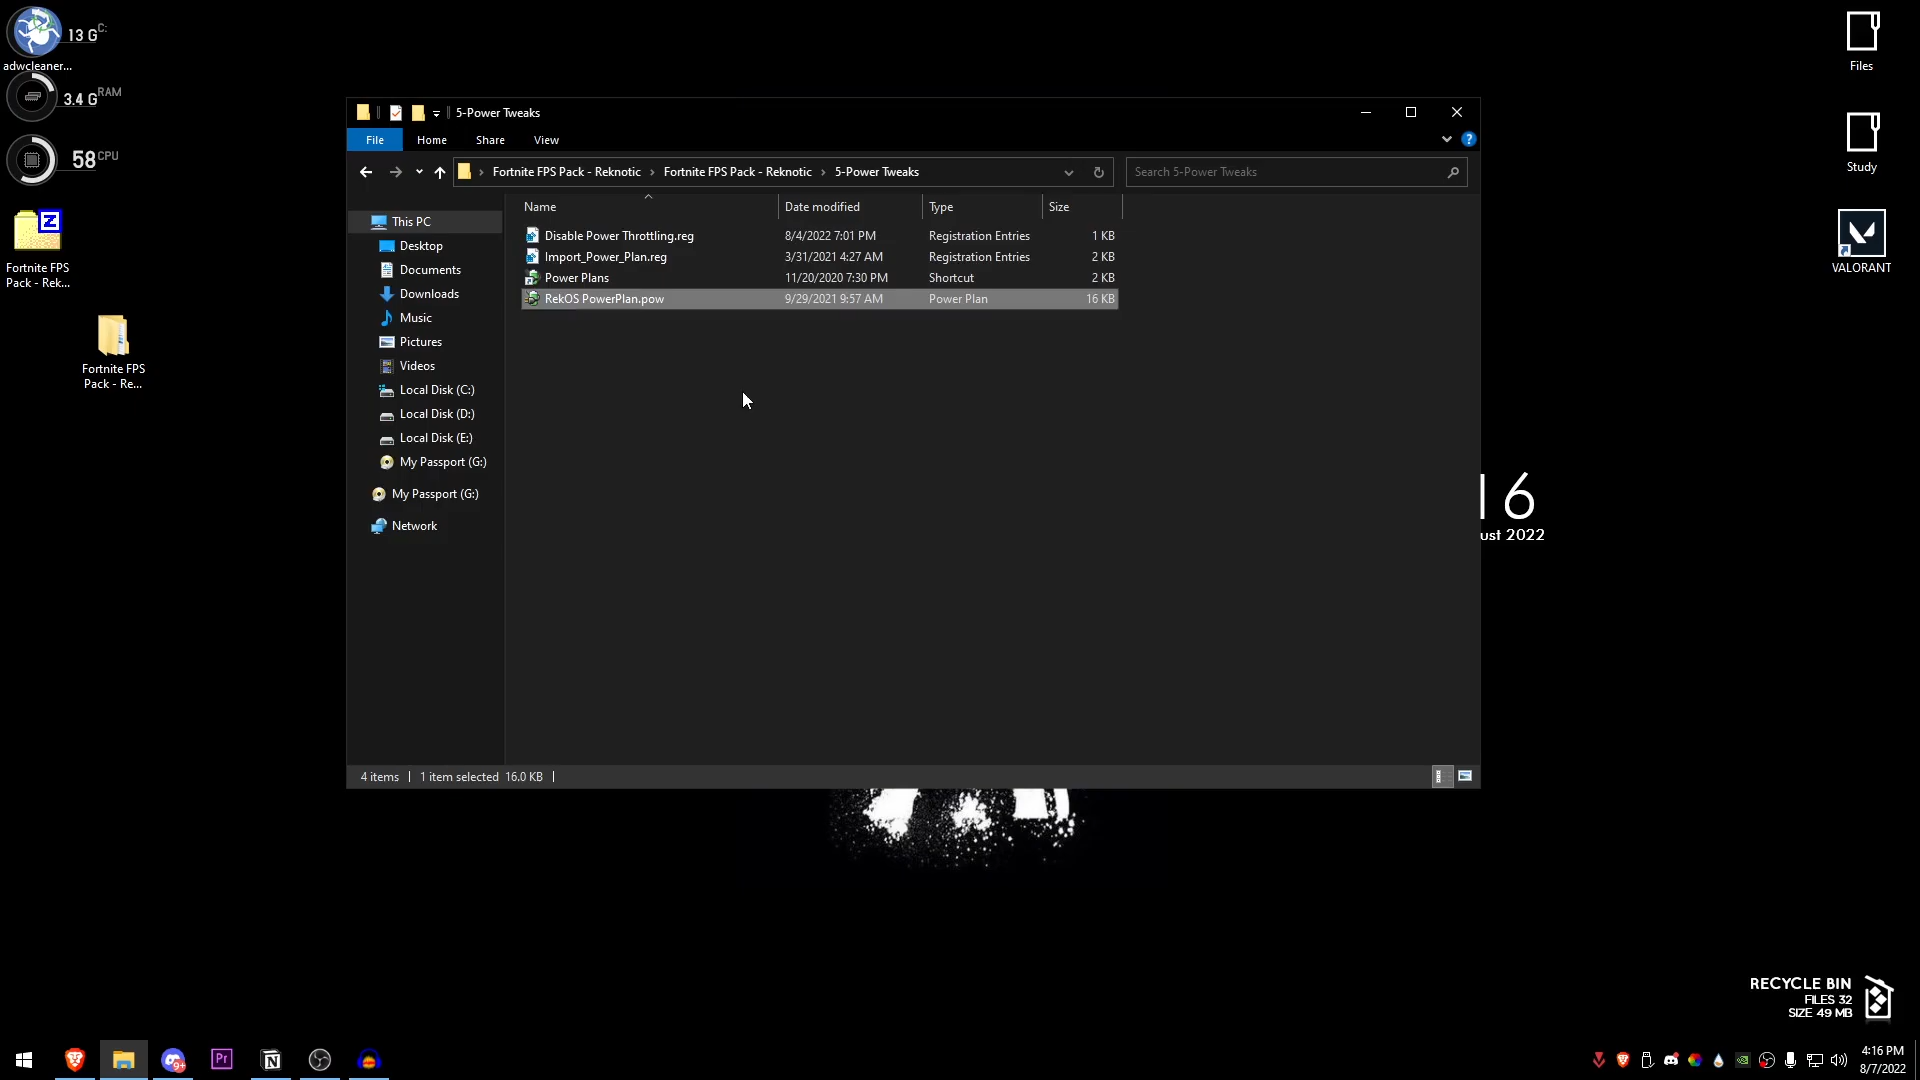 13 G C:
adwcleaner...
3.4 G RAM
58 CPU
Fortnite FPS
Pack - Rek...
Fortnite FPS
Pack - Re...
5-Power Tweaks
File Home Share View
Fortnite FPS Pack - Reknotic › Fortnite FPS Pack - Reknotic › 5-Power Tweaks
Search 5-Power Tweaks
Name Date modified Type Size
Disable Power Throttling.reg 8/4/2022 7:01 PM Registration Entries 1 KB
Import_Power_Plan.reg 3/31/2021 4:27 AM Registration Entries 2 KB
Power Plans 11/20/2020 7:30 PM Shortcut 2 KB
RekOS PowerPlan.pow 9/29/2021 9:57 AM Power Plan 16 KB
This PC
Desktop
Documents
Downloads
Music
Pictures
Videos
Local Disk (C:)
Local Disk (D:)
Local Disk (E:)
My Passport (G:)
My Passport (G:)
Network
4 items | 1 item selected 16.0 KB |
Files
Study
VALORANT
16
ust 2022
RECYCLE BIN
FILES 32
SIZE 49 MB
Pr
9+
4:16 PM
8/7/2022